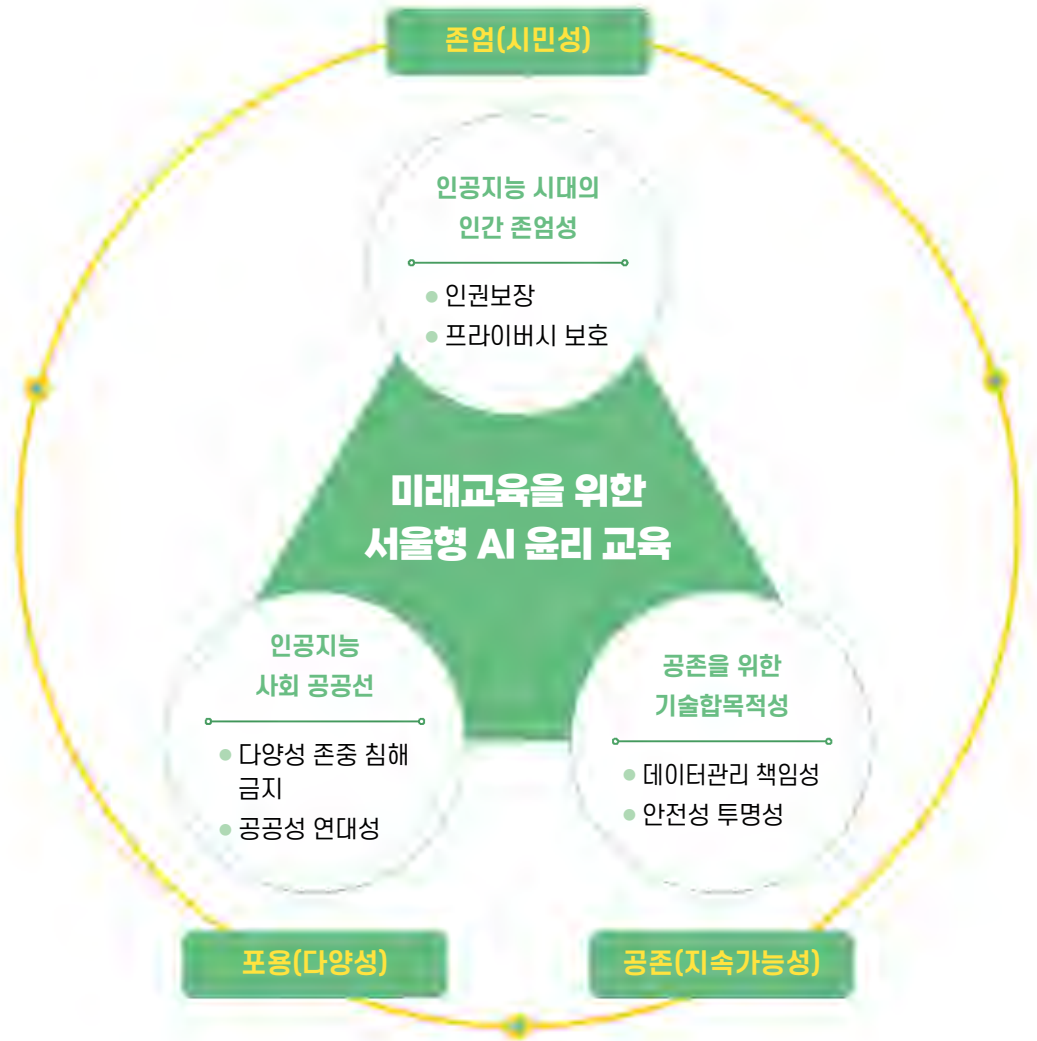 존엄(시민성)
인공지능 시대의
인간 존엄성
인권보장
프라이버시 보호
미래교육을 위한
서울형 AI 윤리 교육
인공지능
사회 공공선
다양성 존중 침해
금지
공공성 연대성
공존을 위한
기술합목적성
데이터관리 책임성
안전성 투명성
포용(다양성)
공존(지속가능성)